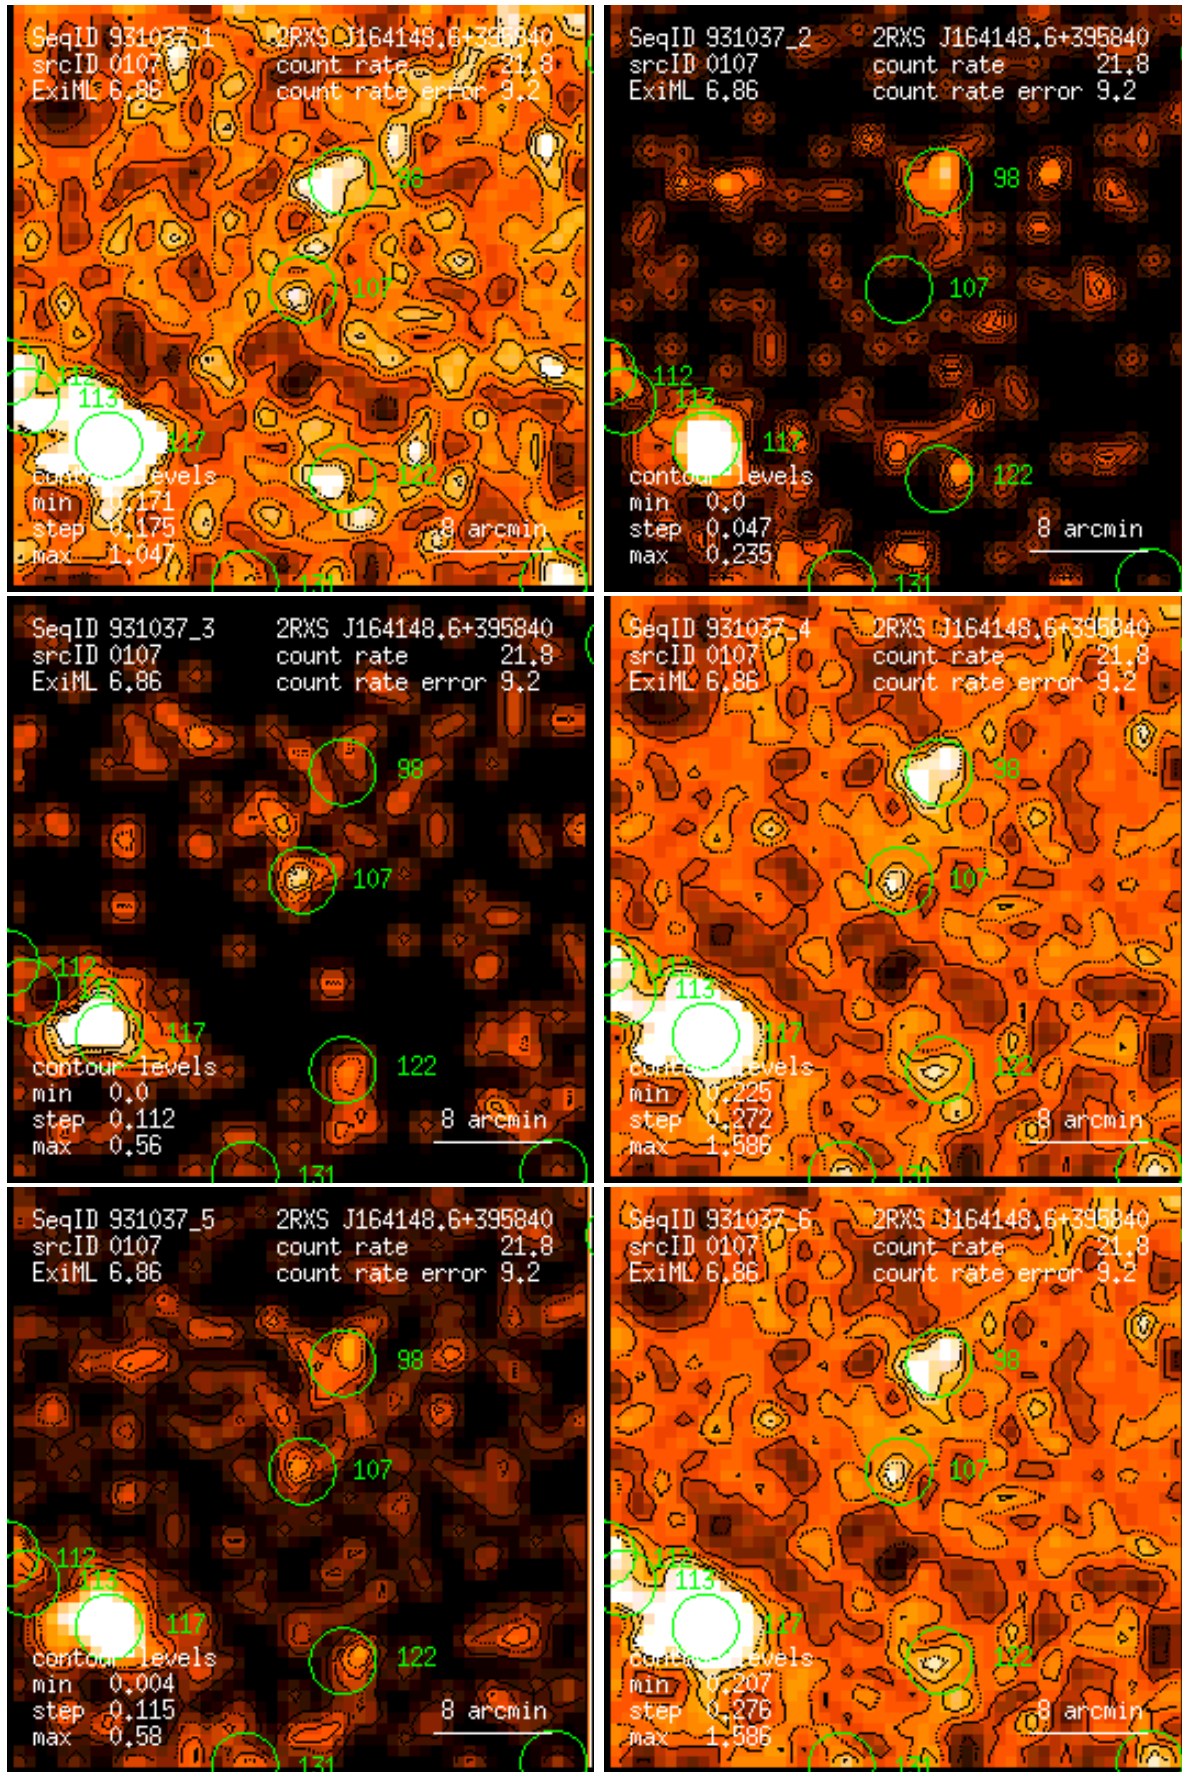 SeqID 931037_1 2RXS J164148.6+395840
srcID 0107 count rate 21.8
ExiML 6.86 count rate error 9.2
98
107
112
113
117
contour levels
122
min 0.171
step 0.175 8 arcmin
max 1.047
131
SeqID 931037_2 2RXS J164148.6+395840
srcID 0107 count rate 21.8
ExiML 6.86 count rate error 9.2
98
107
112
113
117
contour levels
122
min 0.0
step 0.047 8 arcmin
max 0.235
131
SeqID 931037_3 2RXS J164148.6+395840
srcID 0107 count rate 21.8
ExiML 6.86 count rate error 9.2
98
107
112
113
117
contour levels
122
min 0.0
step 0.112 8 arcmin
max 0.56
131
SeqID 931037_4 2RXS J164148.6+395840
srcID 0107 count rate 21.8
ExiML 6.86 count rate error 9.2
98
107
112
113
117
contour levels
122
min 0.225
step 0.272 8 arcmin
max 1.586
131
SeqID 931037_5 2RXS J164148.6+395840
srcID 0107 count rate 21.8
ExiML 6.86 count rate error 9.2
98
107
112
113
117
contour levels
122
min 0.004
step 0.115 8 arcmin
max 0.58
131
SeqID 931037_6 2RXS J164148.6+395840
srcID 0107 count rate 21.8
ExiML 6.86 count rate error 9.2
98
107
112
113
117
contour levels
122
min 0.207
step 0.276 8 arcmin
max 1.586
131